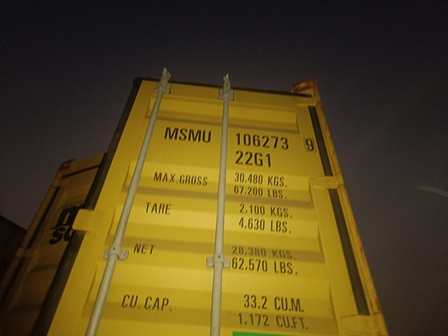 MSMU 106273 9
22G1
MAX.GROSS 30.480 KGS.
67.200 LBS.
TARE 2.100 KGS.
4.630 LBS.
NET 28.380 KGS.
62.570 LBS.
CU. CAP. 33.2 CU.M.
1.172 CU.FT.